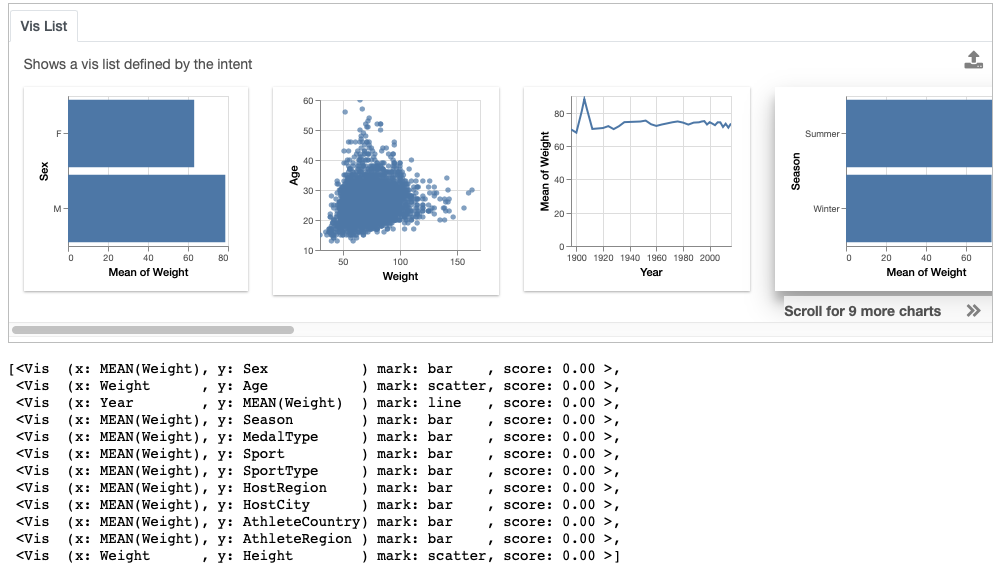 Vis List
Shows a vis list defined by the intent
Sex
F
M
0 20 40 60 80
Mean of Weight
Age
60
50
40
30
20
10
50 100 150
Weight
Mean of Weight
80
60
40
20
0
1900 1920 1940 1960 1980 2000
Year
Season
Summer
Winter
0 20 40 60
Mean of Weight
Scroll for 9 more charts »
[<Vis  (x: MEAN(Weight), y: Sex           ) mark: bar    , score: 0.00 >,
 <Vis  (x: Weight      , y: Age           ) mark: scatter, score: 0.00 >,
 <Vis  (x: Year        , y: MEAN(Weight)  ) mark: line   , score: 0.00 >,
 <Vis  (x: MEAN(Weight), y: Season        ) mark: bar    , score: 0.00 >,
 <Vis  (x: MEAN(Weight), y: MedalType     ) mark: bar    , score: 0.00 >,
 <Vis  (x: MEAN(Weight), y: Sport         ) mark: bar    , score: 0.00 >,
 <Vis  (x: MEAN(Weight), y: SportType     ) mark: bar    , score: 0.00 >,
 <Vis  (x: MEAN(Weight), y: HostRegion    ) mark: bar    , score: 0.00 >,
 <Vis  (x: MEAN(Weight), y: HostCity      ) mark: bar    , score: 0.00 >,
 <Vis  (x: MEAN(Weight), y: AthleteCountry) mark: bar    , score: 0.00 >,
 <Vis  (x: MEAN(Weight), y: AthleteRegion ) mark: bar    , score: 0.00 >,
 <Vis  (x: Weight      , y: Height        ) mark: scatter, score: 0.00 >]